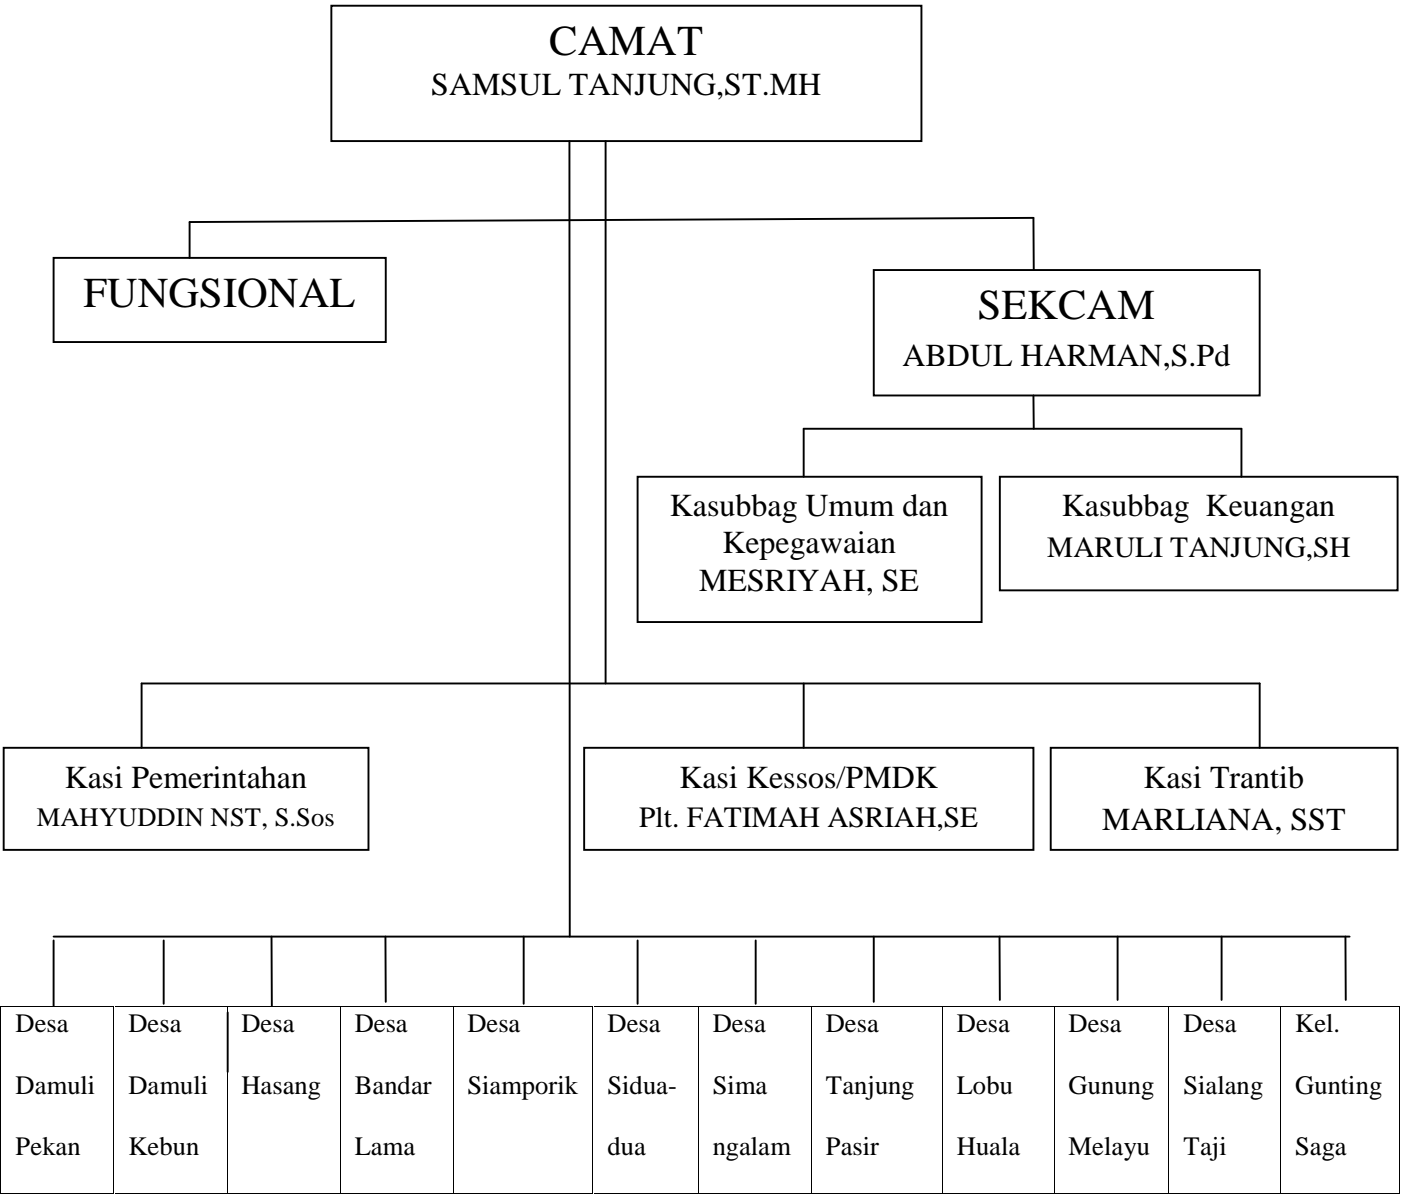 CAMAT
SAMSUL TANJUNG,ST.MH
FUNGSIONAL
SEKCAM
ABDUL HARMAN,S.Pd
Kasubbag Umum dan
Kepegawaian
MESRIYAH, SE
Kasubbag  Keuangan
MARULI TANJUNG,SH
Kasi Pemerintahan
MAHYUDDIN NST, S.Sos
Kasi Kessos/PMDK
Plt. FATIMAH ASRIAH,SE
Kasi Trantib
MARLIANA, SST
Desa
Damuli
Pekan
Desa
Damuli
Kebun
Desa
Hasang
Desa
Bandar
Lama
Desa
Siamporik
Desa
Sidua-
dua
Desa
Sima
ngalam
Desa
Tanjung
Pasir
Desa
Lobu
Huala
Desa
Gunung
Melayu
Desa
Sialang
Taji
Kel.
Gunting
Saga